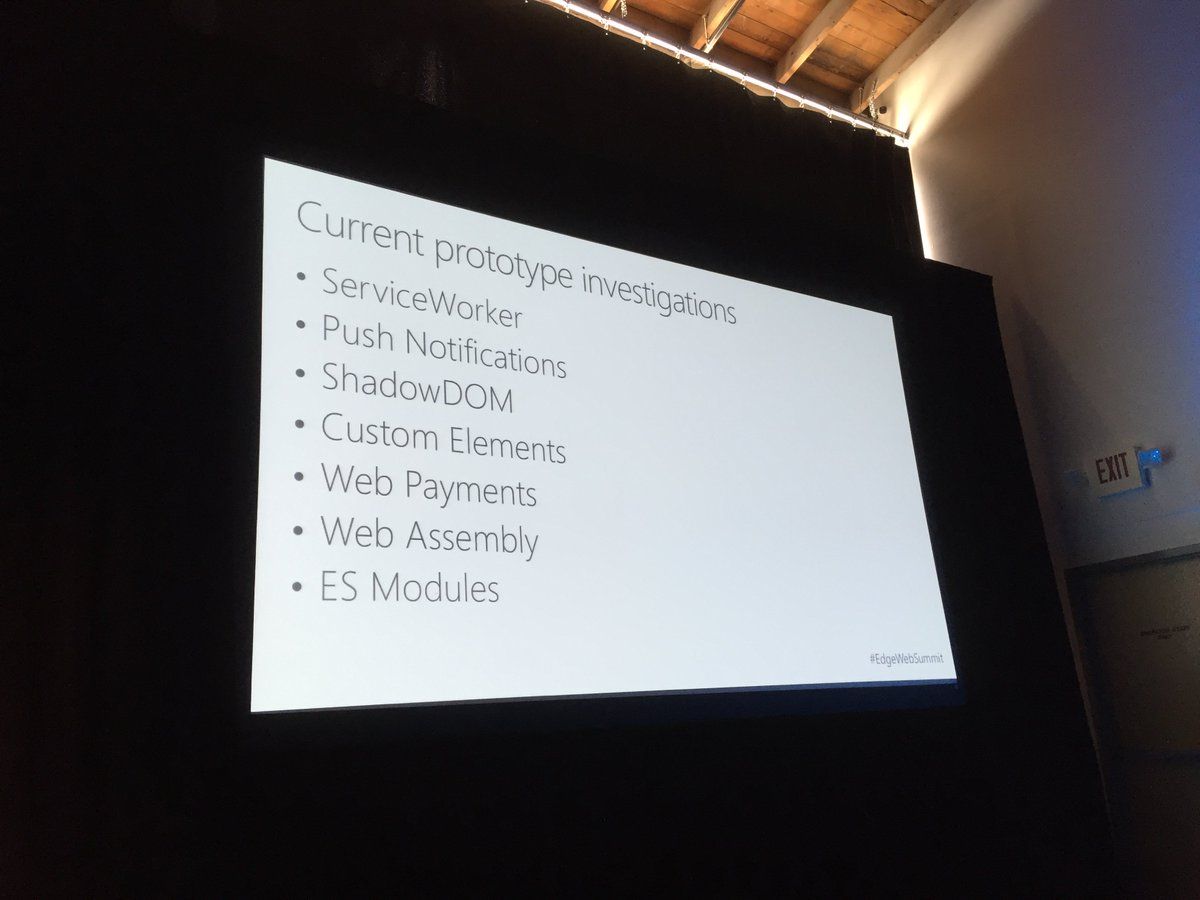 Current prototype investigations
• ServiceWorker
• Push Notifications
• ShadowDOM
• Custom Elements
• Web Payments
• Web Assembly
• ES Modules
#EdgeWebSummit
EXIT